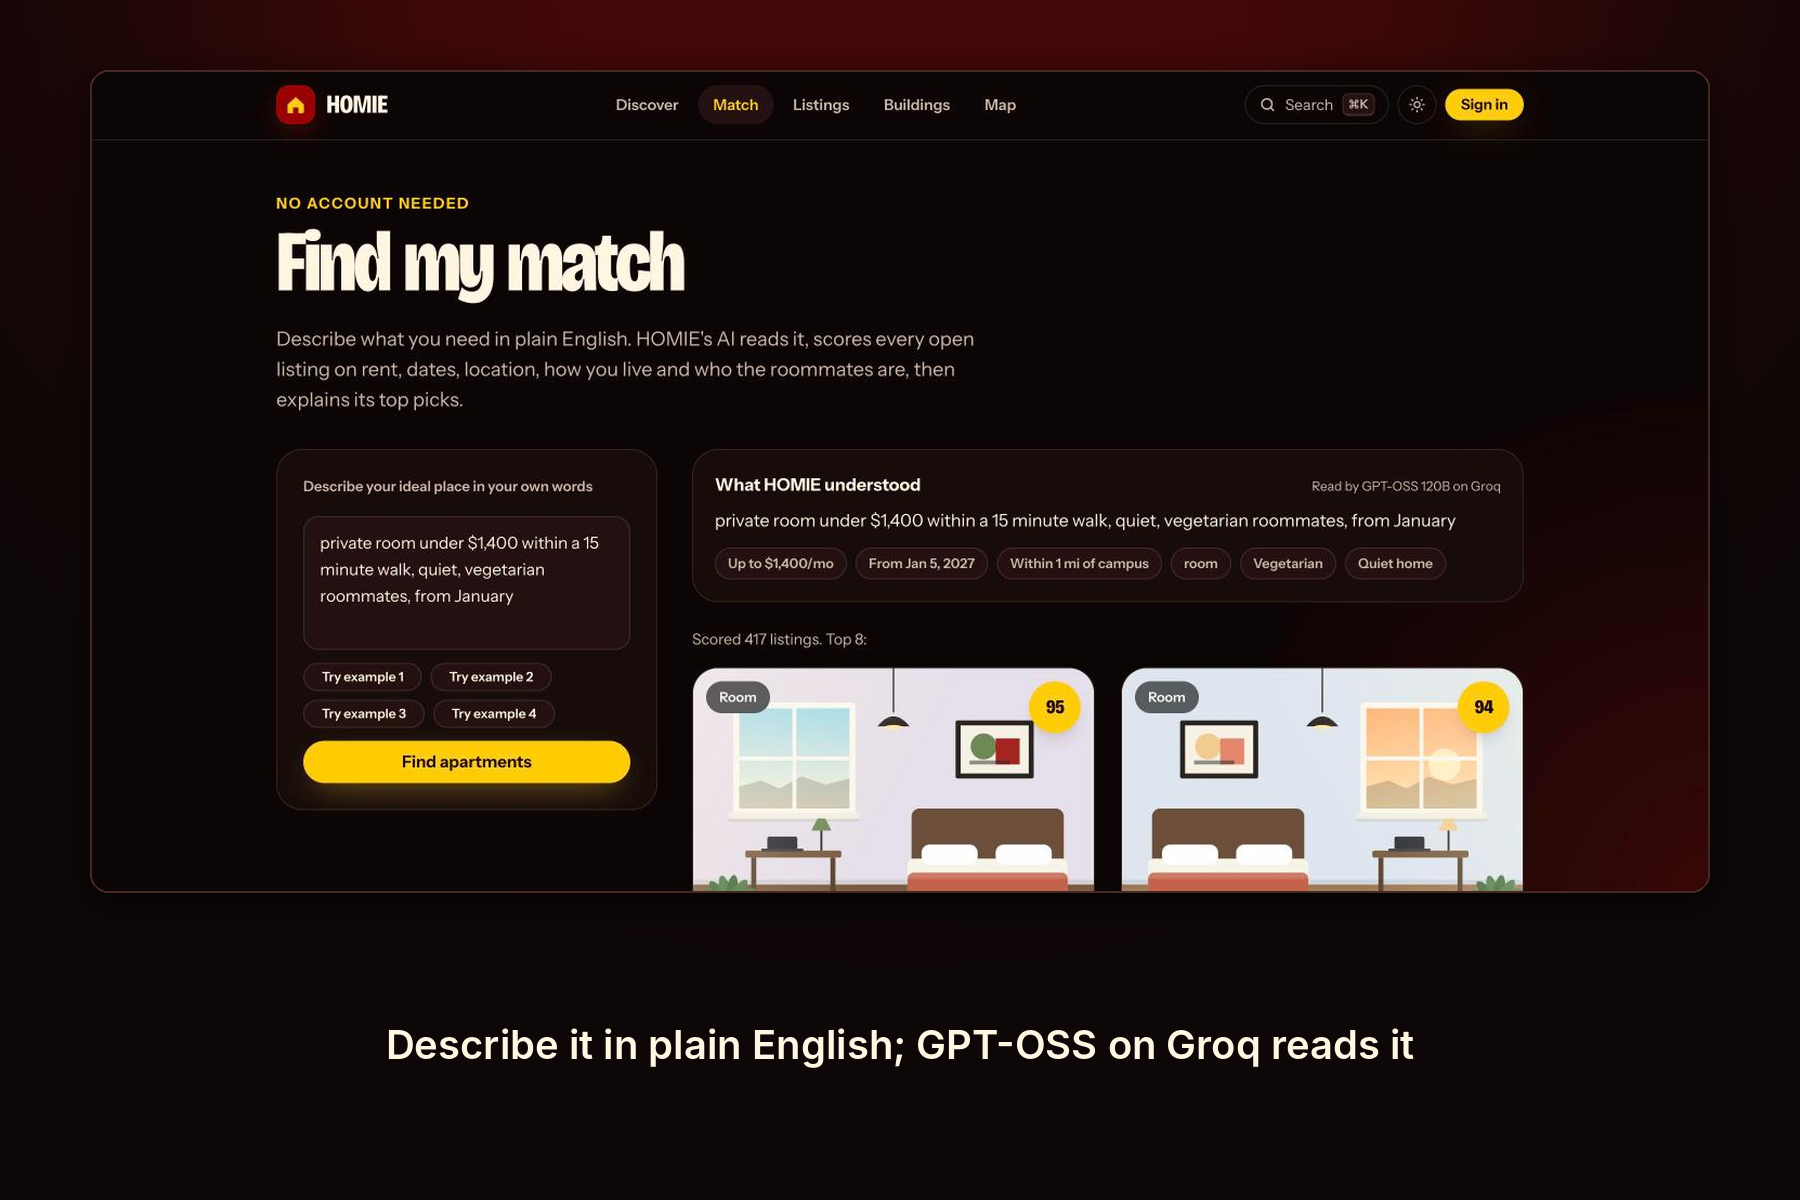 HOMIE
Discover Match Listings Buildings Map
Search ⌘K
Sign in
NO ACCOUNT NEEDED
Find my match
Describe what you need in plain English. HOMIE's AI reads it, scores every open
listing on rent, dates, location, how you live and who the roommates are, then
explains its top picks.
Describe your ideal place in your own words
private room under $1,400 within a 15
minute walk, quiet, vegetarian
roommates, from January
Try example 1 Try example 2
Try example 3 Try example 4
Find apartments
What HOMIE understood
Read by GPT-OSS 120B on Groq
private room under $1,400 within a 15 minute walk, quiet, vegetarian roommates, from January
Up to $1,400/mo From Jan 5, 2027 Within 1 mi of campus room Vegetarian Quiet home
Scored 417 listings. Top 8:
Room 95
Room 94
Describe it in plain English; GPT-OSS on Groq reads it